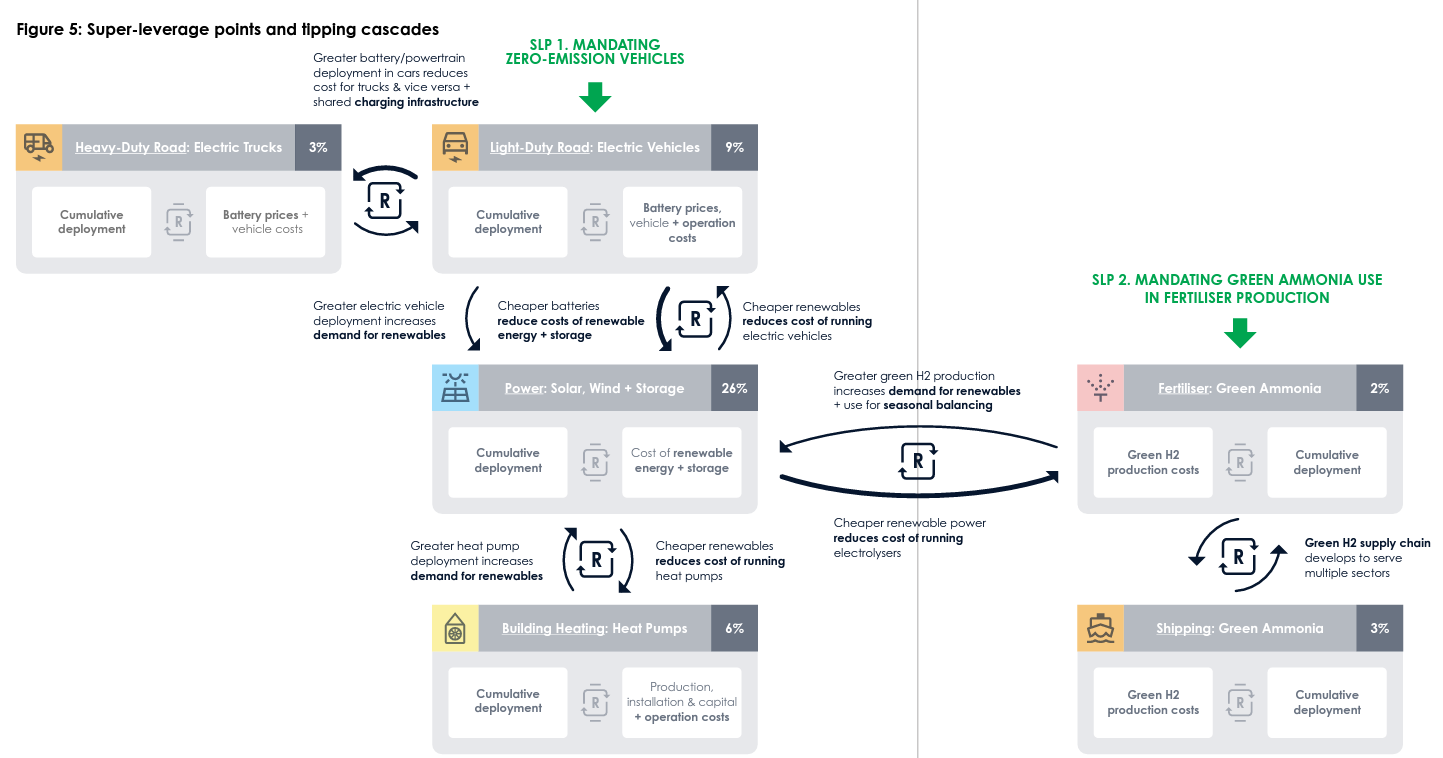 Figure 5: Super-leverage points and tipping cascades
SLP 1. MANDATING
ZERO-EMISSION VEHICLES
Greater battery/powertrain
deployment in cars reduces
cost for trucks & vice versa +
shared charging infrastructure
Heavy-Duty Road: Electric Trucks
3%
Cumulative
deployment
R
Battery prices +
vehicle costs
R
Light-Duty Road: Electric Vehicles
9%
Cumulative
deployment
R
Battery prices,
vehicle + operation
costs
Greater electric vehicle
deployment increases
demand for renewables
Cheaper batteries
reduce costs of renewable
energy + storage
R
Cheaper renewables
reduces cost of running
electric vehicles
SLP 2. MANDATING GREEN AMMONIA USE
IN FERTILISER PRODUCTION
Power: Solar, Wind + Storage
26%
Cumulative
deployment
R
Cost of renewable
energy + storage
Greater green H2 production
increases demand for renewables
+ use for seasonal balancing
R
Cheaper renewable power
reduces cost of running
electrolysers
Fertiliser: Green Ammonia
2%
Green H2
production costs
R
Cumulative
deployment
Greater heat pump
deployment increases
demand for renewables
R
Cheaper renewables
reduces cost of running
heat pumps
R
Green H2 supply chain
develops to serve
multiple sectors
Building Heating: Heat Pumps
6%
Cumulative
deployment
R
Production,
installation & capital
+ operation costs
Shipping: Green Ammonia
3%
Green H2
production costs
R
Cumulative
deployment